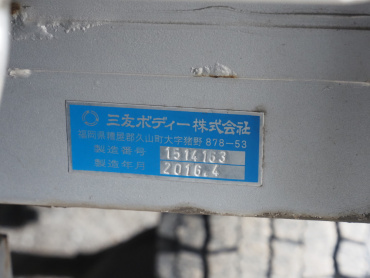 三友ボディー株式会社
福岡県糟屋郡久山町大字猪野 878-53
製造番号 1514153
製造年月 2016.4